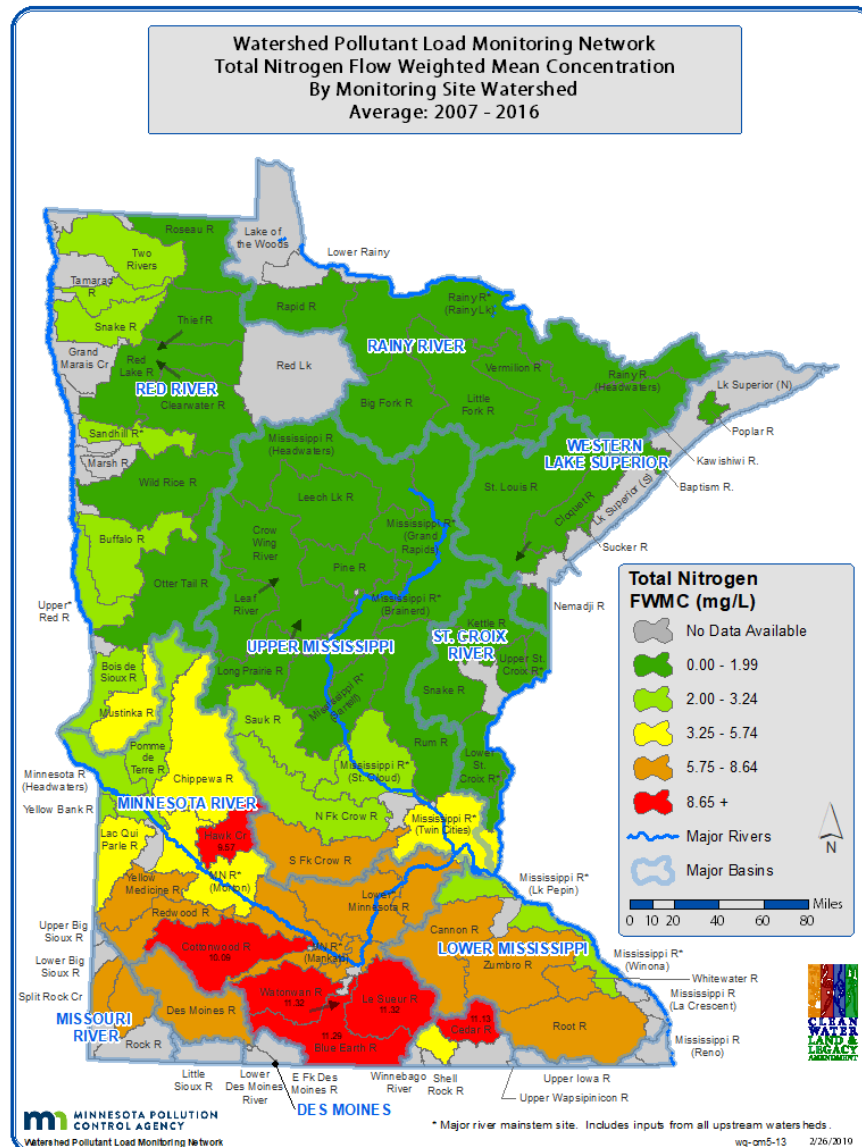 Watershed Pollutant Load Monitoring Network
Total Nitrogen Flow Weighted Mean Concentration
By Monitoring Site Watershed
Average: 2007 - 2016
Roseau R
Lake of
the Woods
Lower Rainy
Two
Rivers
Tamarac
R
Rapid R
Rainy R*
(Rainy Lk)
Snake R
Thief R
RAINY RIVER
Grand
Marais Cr
Red
Lake R
Red Lk
RED RIVER
Vermilion R
Rainy R
(Headwaters)
Lk Superior (N)
Clearwater R
Big Fork R
Little
Fork R
Poplar R
Sandhill R*
Mississippi R
(Headwaters)
WESTERN
LAKE SUPERIOR
Kawishiwi R.
Marsh R
Baptism R.
Wild Rice R
Leech Lk R
St. Louis R
Cloquet R
Lk Superior (S)
Buffalo R
Crow
Wing
River
Mississippi R*
(Grand
Rapids)
Sucker R
Pine R
Otter Tail R
Leaf
River
Mississippi R*
(Brainerd)
Nemadji R
Upper*
Red R
Kettle R
UPPER MISSISSIPPI
ST. CROIX
RIVER
Upper St.
Croix R*
Bois de
Sioux R
Long Prairie R
Mississippi R*
(Sartell)
Snake R
Mustinka R
Sauk R
Rum R
Pomme
de
Terre R
Mississippi R*
(St. Cloud)
Lower
St.
Croix R*
Minnesota R
(Headwaters)
Chippewa R
Yellow Bank R
MINNESOTA RIVER
N Fk Crow R
Mississippi R*
(Twin Cities)
Lac Qui
Parle R
Hawk Cr
9.57
S Fk Crow R
MN R*
(Morton)
Mississippi R*
(Lk Pepin)
Yellow
Medicine R
Lower
Minnesota R
Redwood R
Cannon R
Upper Big
Sioux R
Cottonwood R
10.09
MN R*
(Mankato)
LOWER MISSISSIPPI
Mississippi R*
(Winona)
Lower Big
Sioux R
Zumbro R
Whitewater R
Split Rock Cr
Watonwan R
11.32
Le Sueur R
11.32
Mississippi R
(La Crescent)
MISSOURI
RIVER
Des Moines R
11.13
Cedar R
Root R
Rock R
11.29
Blue Earth R
Mississippi R
(Reno)
Little
Sioux R
Lower
Des Moines
River
E Fk Des
Moines R
Winnebago
River
Shell
Rock R
Upper Iowa R
Upper Wapsipinicon R
DES MOINES
Total Nitrogen
FWMC (mg/L)
No Data Available
0.00 - 1.99
2.00 - 3.24
3.25 - 5.74
5.75 - 8.64
8.65 +
Major Rivers
N
Major Basins
Miles
0 10 20 40 60 80
CLEAN
WATER
LAND &
LEGACY
AMENDMENT
MINNESOTA POLLUTION
CONTROL AGENCY
Watershed Pollutant Load Monitoring Network
* Major river mainstem site. Includes inputs from all upstream watersheds.
wq-cm5-13 2/26/2019